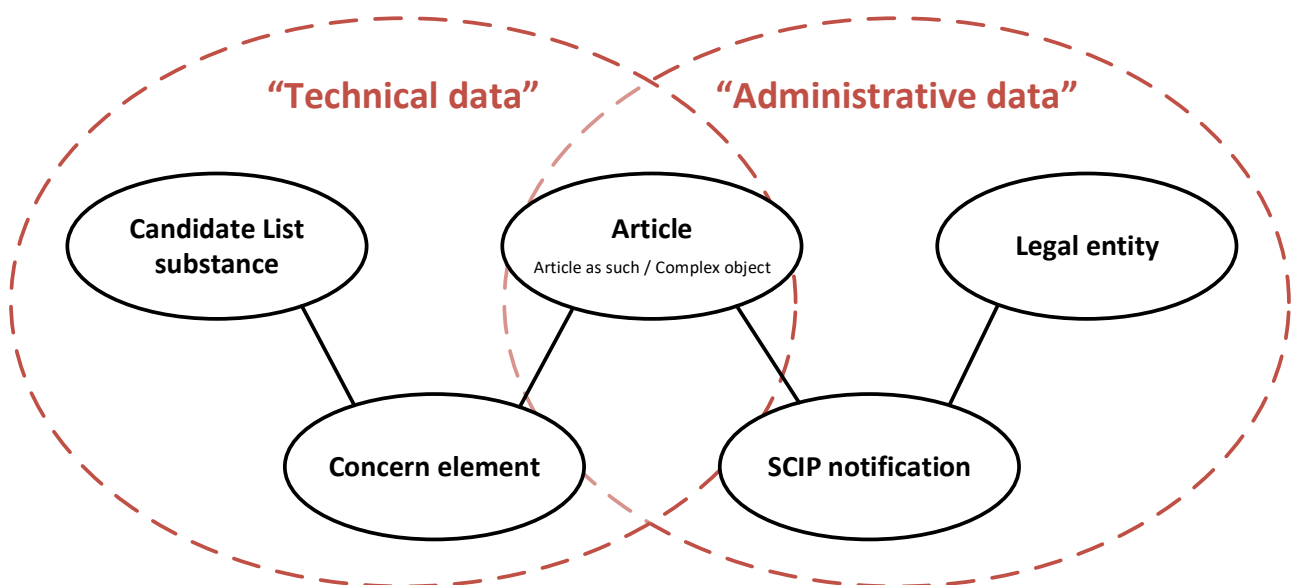 “Technical data”
“Administrative data”
Candidate List
substance
Article
Article as such / Complex object
Legal entity
Concern element
SCIP notification